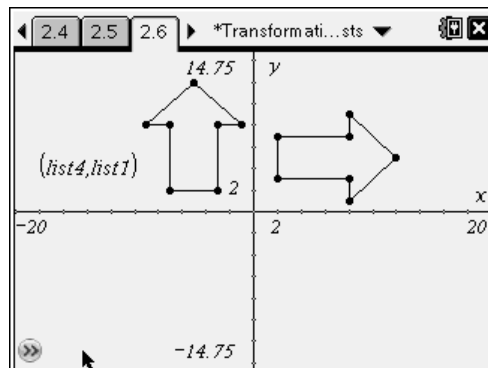 2.4 2.5 2.6 *Transformati...sts
14.75 y
(list4,list1)
2
x
-20 2 20
-14.75